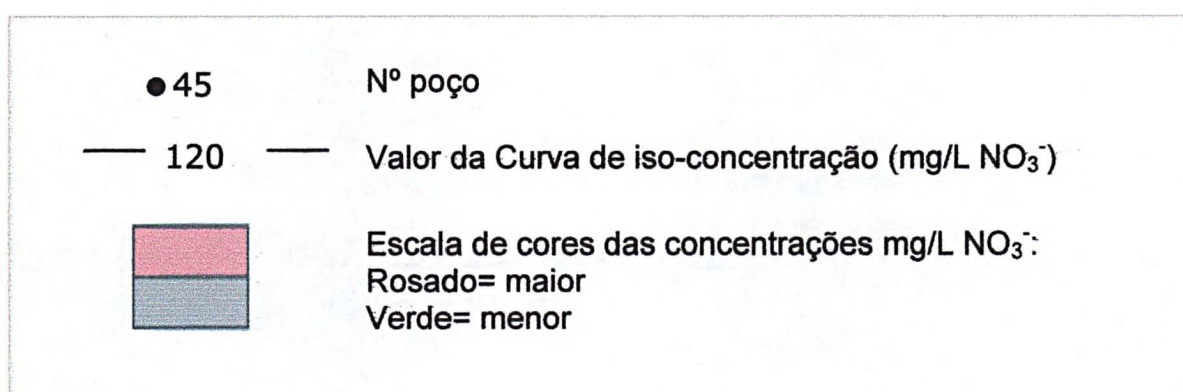 ●45 Nº poço
— 120 — Valor da Curva de iso-concentração (mg/L NO₃⁻)
Escala de cores das concentrações mg/L NO₃⁻:
Rosado= maior
Verde= menor